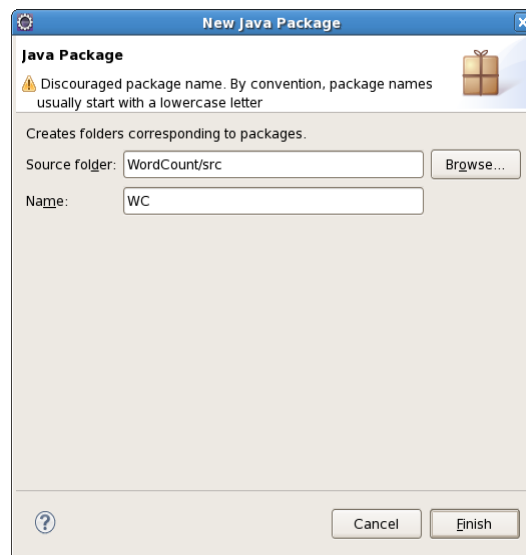 New Java Package
Java Package
Discouraged package name. By convention, package names
usually start with a lowercase letter
Creates folders corresponding to packages.
Source folder: WordCount/src Browse...
Name: WC
Cancel Finish